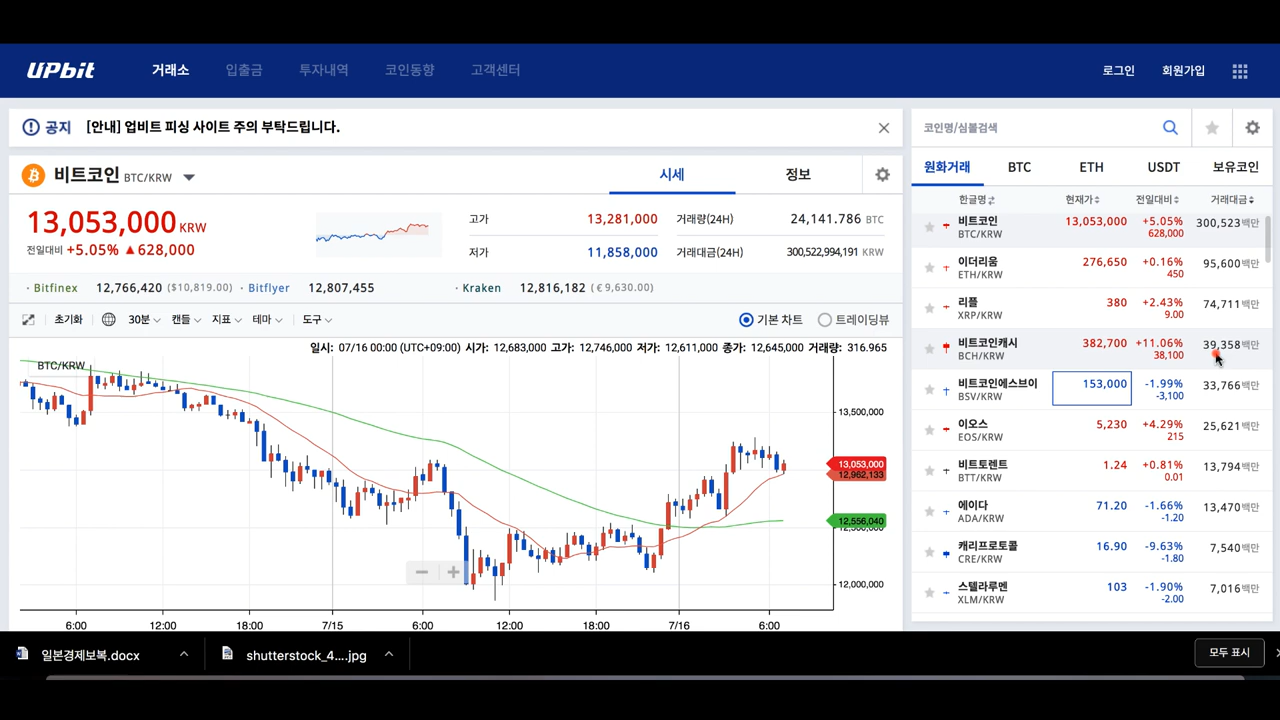 UPbit 거래소 입출금 투자내역 코인동향 고객센터 로그인 회원가입
공지 [안내] 업비트 피싱 사이트 주의 부탁드립니다.
비트코인 BTC/KRW 시세 정보
13,053,000 KRW
전일대비 +5.05% ▲628,000
고가 13,281,000 거래량(24H) 24,141.786 BTC
저가 11,858,000 거래대금(24H) 300,522,994,191 KRW
· Bitfinex 12,766,420 ($10,819.00) · Bitflyer 12,807,455 · Kraken 12,816,182 (€9,630.00)
초기화 30분 캔들 지표 테마 도구 기본 차트 트레이딩뷰
일시: 07/16 00:00 (UTC+09:00) 시가: 12,683,000 고가: 12,746,000 저가: 12,611,000 종가: 12,645,000 거래량: 316.965
BTC/KRW
13,500,000
13,053,000
12,962,133
12,556,040
12,000,000
6:00 12:00 18:00 7/15 6:00 12:00 18:00 7/16 6:00
코인명/심볼검색
원화거래 BTC ETH USDT 보유코인
한글명 현재가 전일대비 거래대금
비트코인 13,053,000 +5.05% 300,523백만
BTC/KRW 628,000
이더리움 276,650 +0.16% 95,600백만
ETH/KRW 450
리플 380 +2.43% 74,711백만
XRP/KRW 9.00
비트코인캐시 382,700 +11.06% 39,358백만
BCH/KRW 38,100
비트코인에스브이 153,000 -1.99% 33,766백만
BSV/KRW -3,100
이오스 5,230 +4.29% 25,621백만
EOS/KRW 215
비트토렌트 1.24 +0.81% 13,794백만
BTT/KRW 0.01
에이다 71.20 -1.66% 13,470백만
ADA/KRW -1.20
캐리프로토콜 16.90 -9.63% 7,540백만
CRE/KRW -1.80
스텔라루멘 103 -1.90% 7,016백만
XLM/KRW -2.00
일본경제보복.docx shutterstock_4....jpg 모두 표시